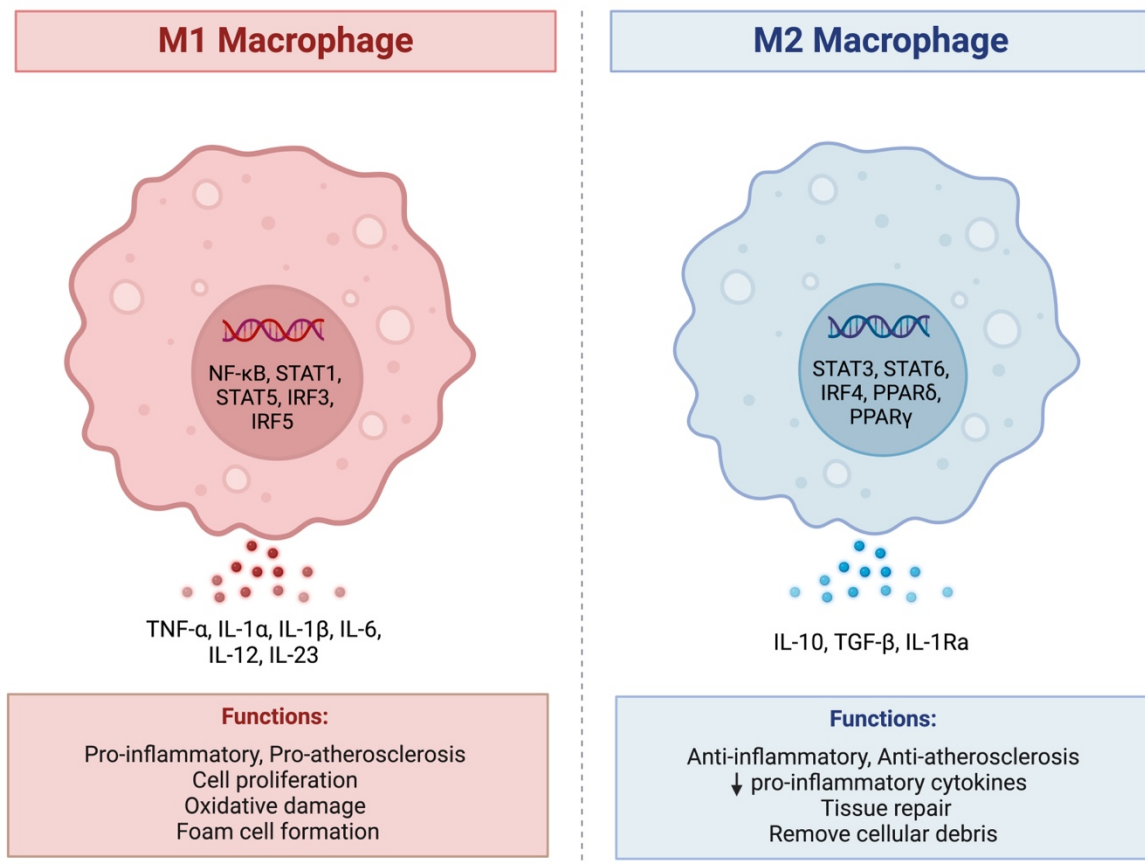 M1 Macrophage
NF-κB, STAT1,
STAT5, IRF3,
IRF5
TNF-α, IL-1α, IL-1β, IL-6,
IL-12, IL-23
Functions:
Pro-inflammatory, Pro-atherosclerosis
Cell proliferation
Oxidative damage
Foam cell formation
M2 Macrophage
STAT3, STAT6,
IRF4, PPARδ,
PPARγ
IL-10, TGF-β, IL-1Ra
Functions:
Anti-inflammatory, Anti-atherosclerosis
↓ pro-inflammatory cytokines
Tissue repair
Remove cellular debris